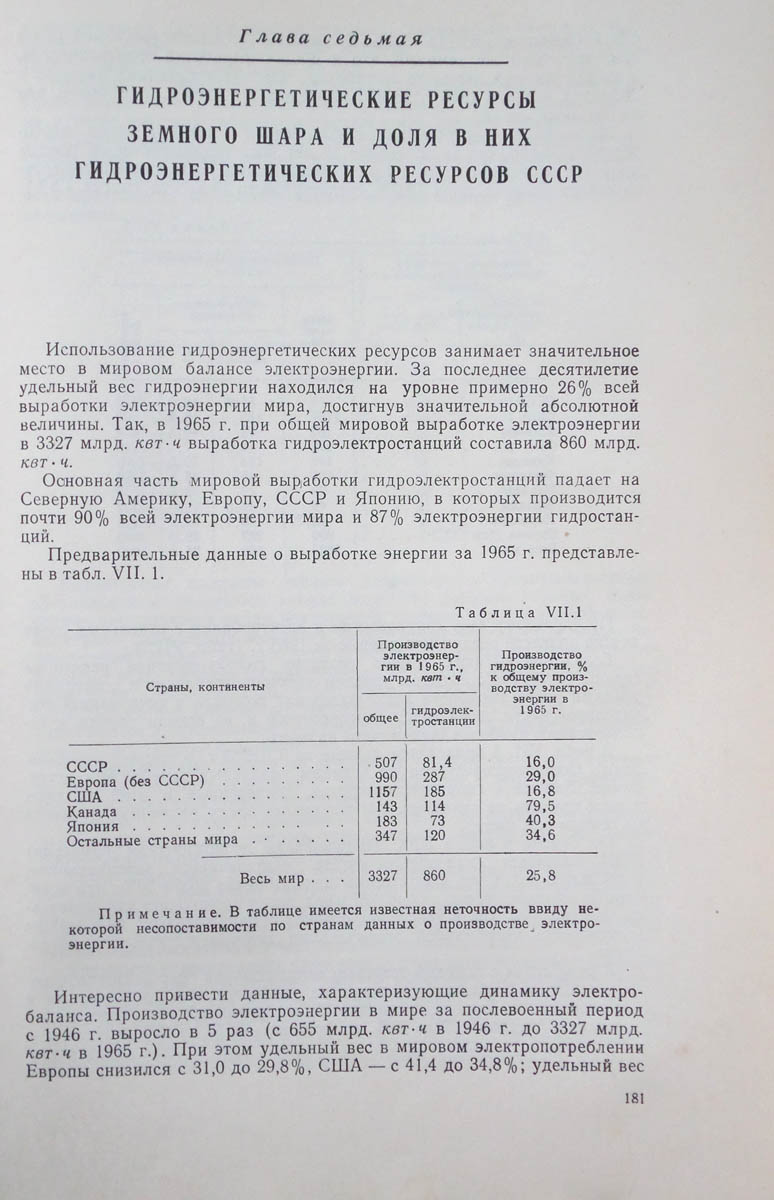 Глава седьмая
ГИДРОЭНЕРГЕТИЧЕСКИЕ РЕСУРСЫ
ЗЕМНОГО ШАРА И ДОЛЯ В НИХ
ГИДРОЭНЕРГЕТИЧЕСКИХ РЕСУРСОВ СССР
Использование гидроэнергетических ресурсов занимает значительное
место в мировом балансе электроэнергии. За последнее десятилетие
удельный вес гидроэнергии находился на уровне примерно 26% всей
выработки электроэнергии мира, достигнув значительной абсолютной
величины. Так, в 1965 г. при общей мировой выработке электроэнергии
в 3327 млрд. квт·ч выработка гидроэлектростанций составила 860 млрд.
квт·ч.
Основная часть мировой выработки гидроэлектростанций падает на
Северную Америку, Европу, СССР и Японию, в которых производится
почти 90% всей электроэнергии мира и 87% электроэнергии гидростан-
ций.
Предварительные данные о выработке энергии за 1965 г. представле-
ны в табл. VII. 1.
Таблица VII.1
Страны, континенты
Производство
электроэнер-
гии в 1965 г.,
млрд. квт·ч
общее
гидроэлек-
тростанции
Производство
гидроэнергии, %
к общему произ-
водству электро-
энергии в
1965 г.
СССР . . . . . . . . . . . . . . . 507 81,4 16,0
Европа (без СССР) . . . . . . . . 990 287 29,0
США . . . . . . . . . . . . . . . 1157 185 16,8
Канада . . . . . . . . . . . . . . 143 114 79,5
Япония . . . . . . . . . . . . . . 183 73 40,3
Остальные страны мира . . . . . . . 347 120 34,6
Весь мир . . . 3327 860 25,8
Примечание. В таблице имеется известная неточность ввиду не-
которой несопоставимости по странам данных о производстве электро-
энергии.
Интересно привести данные, характеризующие динамику электро-
баланса. Производство электроэнергии в мире за послевоенный период
с 1946 г. выросло в 5 раз (с 655 млрд. квт·ч в 1946 г. до 3327 млрд.
квт·ч в 1965 г.). При этом удельный вес в мировом электропотреблении
Европы снизился с 31,0 до 29,8%, США — с 41,4 до 34,8%; удельный вес
181